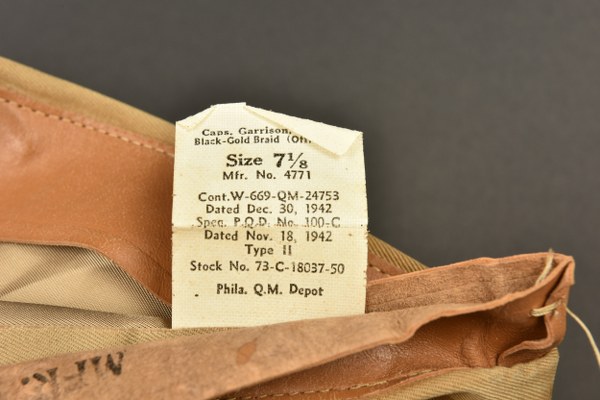 Caps, Garrison,
Black-Gold Braid (Off
Size 7⅛
Mfr. No. 4771
Cont.W-669-QM-24753
Dated Dec. 30, 1942
Spec. P.Q.D. No. 100-C
Dated Nov. 18, 1942
Type II
Stock No. 73-C-18037-50
Phila. Q.M. Depot
MFR.